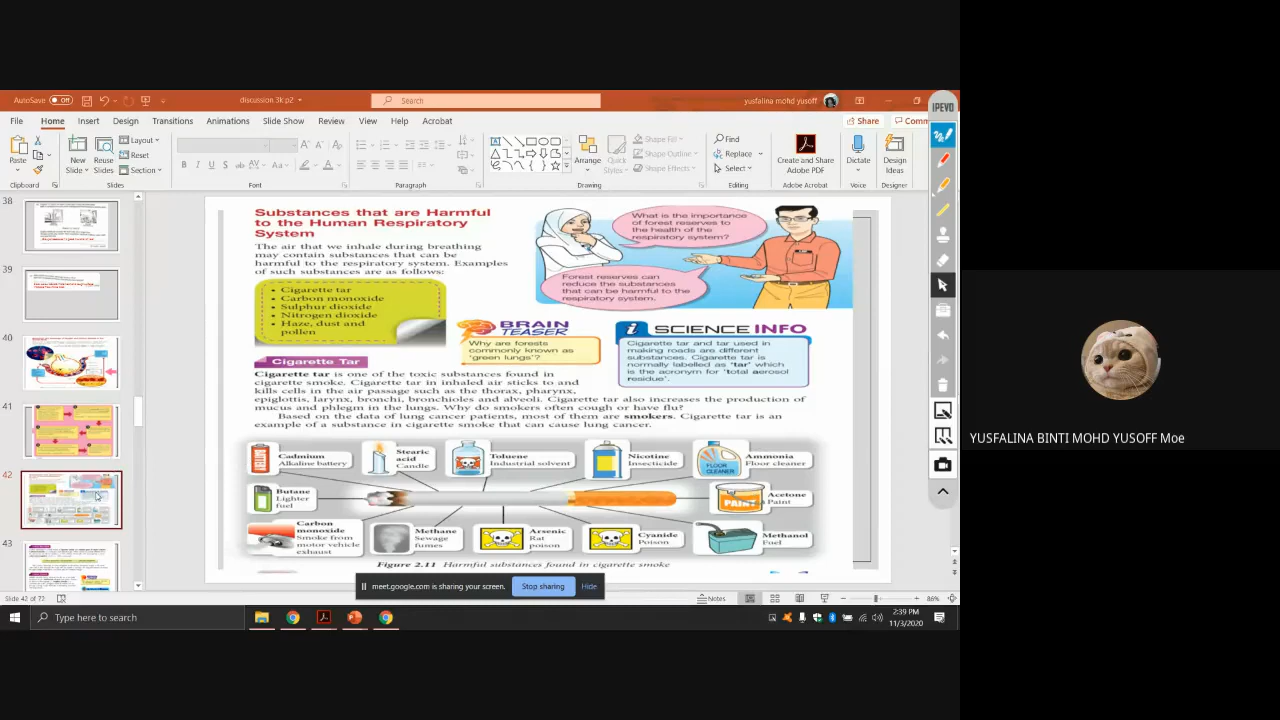 AutoSave Off
discussion 3k p2
Search
yusfalina mohd yusoff
IPEVO
File Home Insert Design Transitions Animations Slide Show Review View Help Acrobat
Share
Comm
Paste
New Slide
Reuse Slides
Layout
Reset
Section
Arrange
Quick Styles
Shape Fill
Shape Outline
Shape Effects
Find
Replace
Select
Create and Share Adobe PDF
Dictate
Design Ideas
Clipboard
Slides
Font
Paragraph
Drawing
Editing
Adobe Acrobat
Voice
Designer
38
39
40
41
42
43
Substances that are Harmful
to the Human Respiratory
System
The air that we inhale during breathing
may contain substances that can be
harmful to the respiratory system. Examples
of such substances are as follows:
• Cigarette tar
• Carbon monoxide
• Sulphur dioxide
• Nitrogen dioxide
• Haze, dust and
pollen
What is the importance
of forest reserves to
the health of the
respiratory system?
Forest reserves can
reduce the substances
that can be harmful to the
respiratory system.
BRAIN
TEASER
Why are forests
commonly known as
'green lungs'?
i SCIENCE INFO
Cigarette tar and tar used in
making roads are different
substances. Cigarette tar is
normally labelled as 'tar' which
is the acronym for 'total aerosol
residue'.
Cigarette Tar
Cigarette tar is one of the toxic substances found in
cigarette smoke. Cigarette tar in inhaled air sticks to and
kills cells in the air passage such as the thorax, pharynx,
epiglottis, larynx, bronchi, bronchioles and alveoli. Cigarette tar also increases the production of
mucus and phlegm in the lungs. Why do smokers often cough or have flu?
Based on the data of lung cancer patients, most of them are smokers. Cigarette tar is an
example of a substance in cigarette smoke that can cause lung cancer.
Cadmium
Alkaline battery
Stearic
acid
Candle
Toluene
Industrial solvent
Nicotine
Insecticide
FLOOR
CLEANER
Ammonia
Floor cleaner
Butane
Lighter
fuel
PAINT
Acetone
Paint
Carbon
monoxide
Smoke from
motor vehicle
exhaust
Methane
Sewage
fumes
Arsenic
Rat
poison
Cyanide
Poison
Methanol
Fuel
Figure 2.11 Harmful substances found in cigarette smoke
meet.google.com is sharing your screen.
Stop sharing
Hide
YUSFALINA BINTI MOHD YUSOFF Moe
Slide 42 of 72
Notes
86%
Type here to search
2:39 PM
11/3/2020